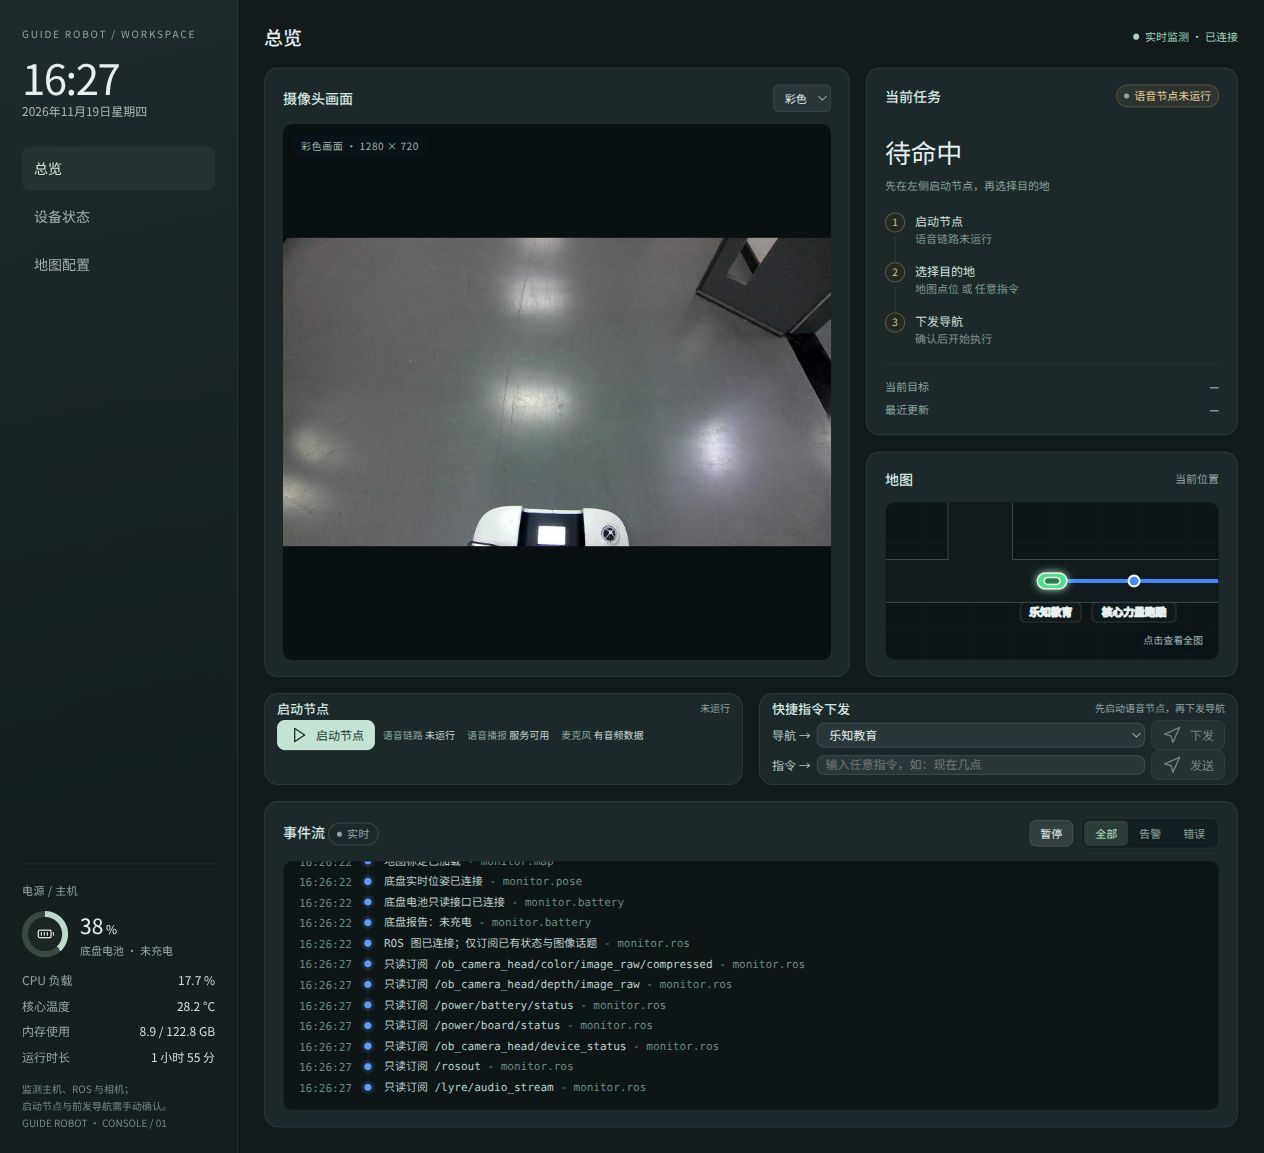 GUIDE ROBOT / WORKSPACE
16:27
2026年11月19日星期四
总览
设备状态
地图配置
电源 / 主机
38 %
底盘电池 · 未充电
CPU 负载 17.7 %
核心温度 28.2 °C
内存使用 8.9 / 122.8 GB
运行时长 1 小时 55 分
监测主机、ROS 与相机；
启动节点与前发导航需手动确认。
GUIDE ROBOT · CONSOLE / 01
总览
实时监测 · 已连接
摄像头画面
彩色
彩色画面 · 1280 × 720
当前任务
语音节点未运行
待命中
先在左侧启动节点，再选择目的地
1 启动节点
语音链路未运行
2 选择目的地
地图点位 或 任意指令
3 下发导航
确认后开始执行
当前目标 —
最近更新 —
地图
当前位置
乐知教育
核心力量跑酷
点击查看全图
启动节点
未运行
启动节点
语音链路 未运行 语音播报 服务可用 麦克风 有音频数据
快捷指令下发
先启动语音节点，再下发导航
导航 → 乐知教育 下发
指令 → 输入任意指令，如：现在几点 发送
事件流 实时
暂停 全部 告警 错误
16:26:22 地图标定已加载 - monitor.map
16:26:22 底盘实时位姿已连接 - monitor.pose
16:26:22 底盘电池只读接口已连接 - monitor.battery
16:26:22 底盘报告：未充电 - monitor.battery
16:26:22 ROS 图已连接；仅订阅已有状态与图像话题 - monitor.ros
16:26:27 只读订阅 /ob_camera_head/color/image_raw/compressed - monitor.ros
16:26:27 只读订阅 /ob_camera_head/depth/image_raw - monitor.ros
16:26:27 只读订阅 /power/battery/status - monitor.ros
16:26:27 只读订阅 /power/board/status - monitor.ros
16:26:27 只读订阅 /ob_camera_head/device_status - monitor.ros
16:26:27 只读订阅 /rosout - monitor.ros
16:26:27 只读订阅 /lyre/audio_stream - monitor.ros